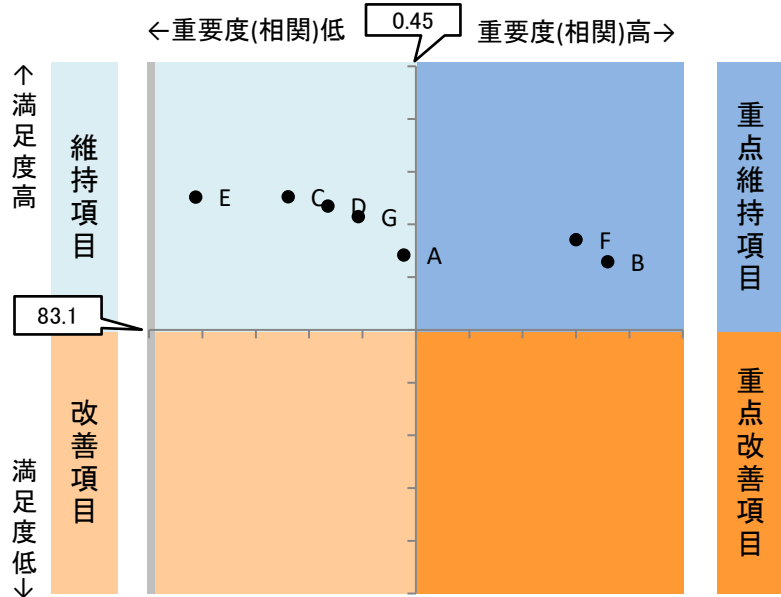 ←重要度(相関)低
0.45
重要度(相関)高→
↑満足度高
維持項目
重点維持項目
E
C
D
G
A
F
B
83.1
改善項目
重点改善項目
満足度低↓